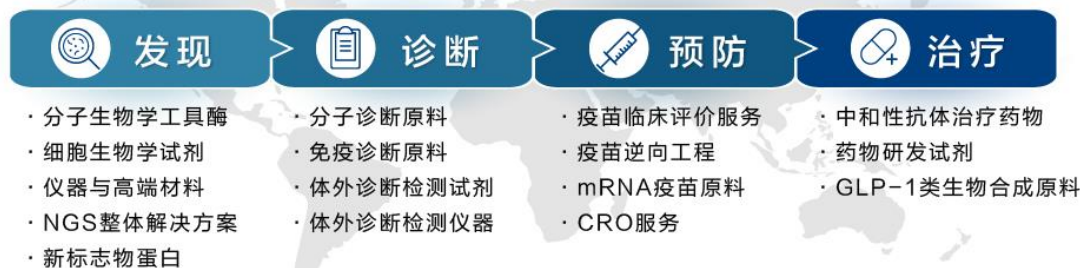 发现
· 分子生物学工具酶
· 细胞生物学试剂
· 仪器与高端材料
· NGS整体解决方案
· 新标志物蛋白
诊断
· 分子诊断原料
· 免疫诊断原料
· 体外诊断检测试剂
· 体外诊断检测仪器
预防
· 疫苗临床评价服务
· 疫苗逆向工程
· mRNA疫苗原料
· CRO服务
治疗
· 中和性抗体治疗药物
· 药物研发试剂
· GLP-1类生物合成原料